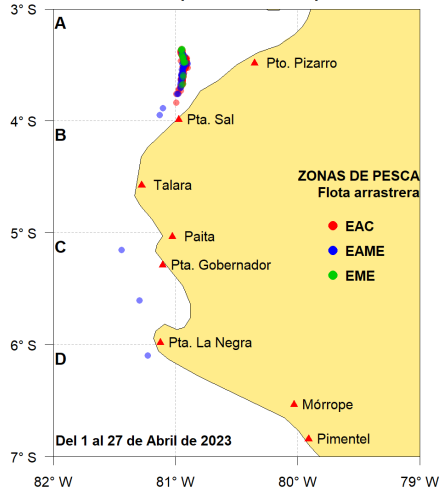 3° S
A
Pto. Pizarro
4° S
Pta. Sal
B
ZONAS DE PESCA
Talara
Flota arrastrera
EAC
5° S
Paita
C
EAME
Pta. Gobernador
EME
6° S
Pta. La Negra
D
Mórrope
Del 1 al 27 de Abril de 2023
Pimentel
7° S
82° W
81° W
80° W
79° W